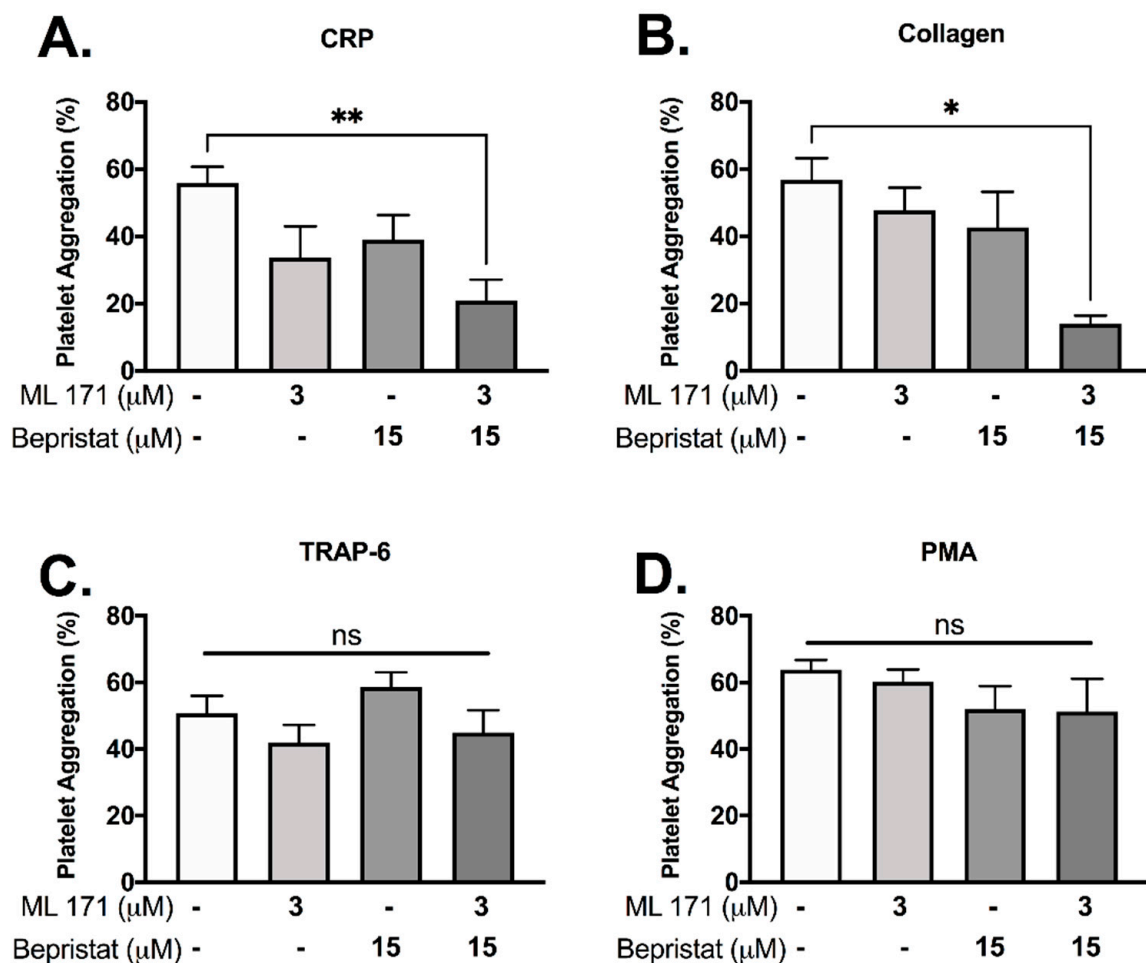 A.
CRP
Platelet Aggregation (%)
80
60
40
20
0
**
ML 171 (μM) - 3 - 3
Bepristat (μM) - - 15 15
B.
Collagen
Platelet Aggregation (%)
80
60
40
20
0
*
ML 171 (μM) - 3 - 3
Bepristat (μM) - - 15 15
C.
TRAP-6
Platelet Aggregation (%)
80
60
40
20
0
ns
ML 171 (μM) - 3 - 3
Bepristat (μM) - - 15 15
D.
PMA
Platelet Aggregation (%)
80
60
40
20
0
ns
ML 171 (μM) - 3 - 3
Bepristat (μM) - - 15 15